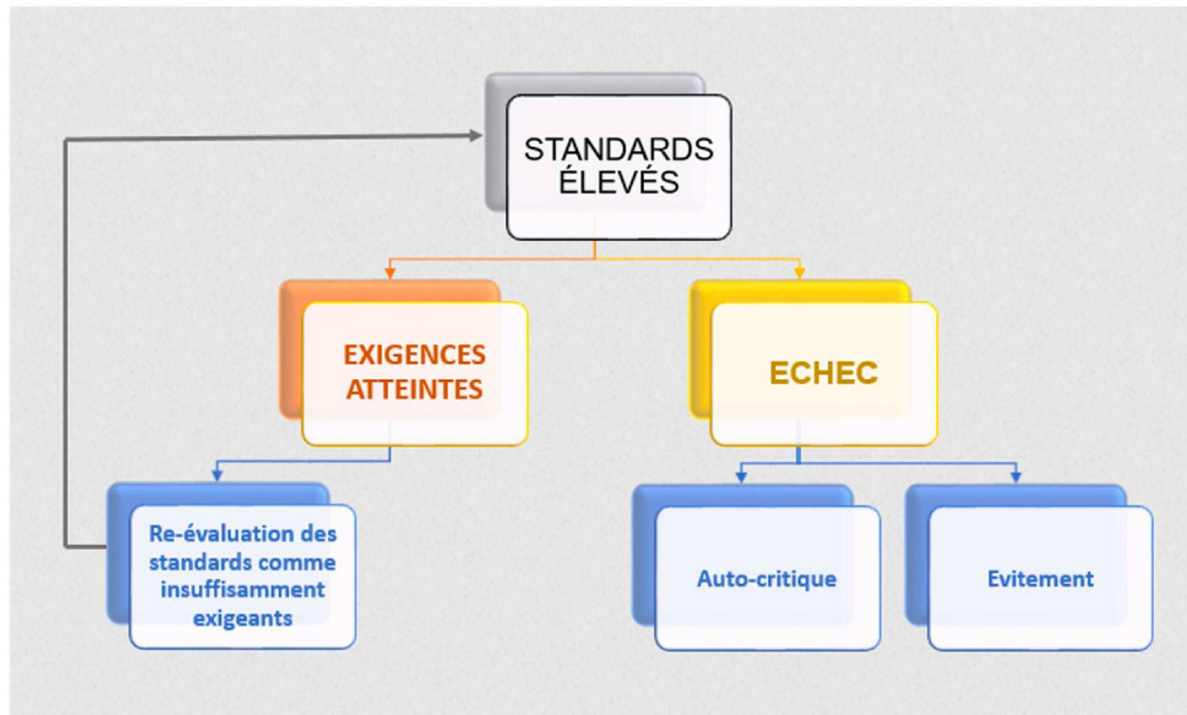 STANDARDS
ÉLEVÉS
EXIGENCES
ATTEINTES
ECHEC
Re-évaluation des
standards comme
insuffisamment
exigeants
Auto-critique
Evitement